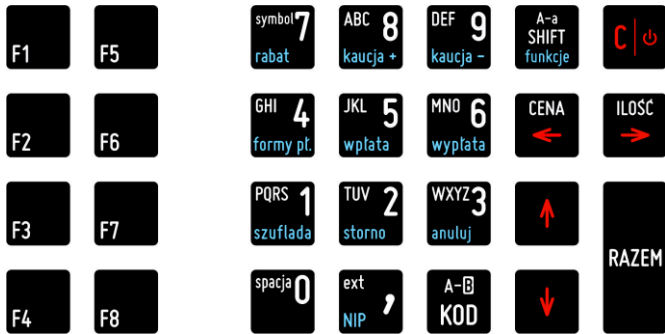 F1
F5
symbol 7
rabat
ABC 8
kaucja +
DEF 9
kaucja -
A-a
SHIFT
funkcje
C
F2
F6
GHI 4
formy pł.
JKL 5
wpłata
MNO 6
wypłata
CENA
ILOŚĆ
F3
F7
PQRS 1
szuflada
TUV 2
storno
WXYZ 3
anuluj
RAZEM
F4
F8
spacja 0
ext ,
NIP
A-B
KOD